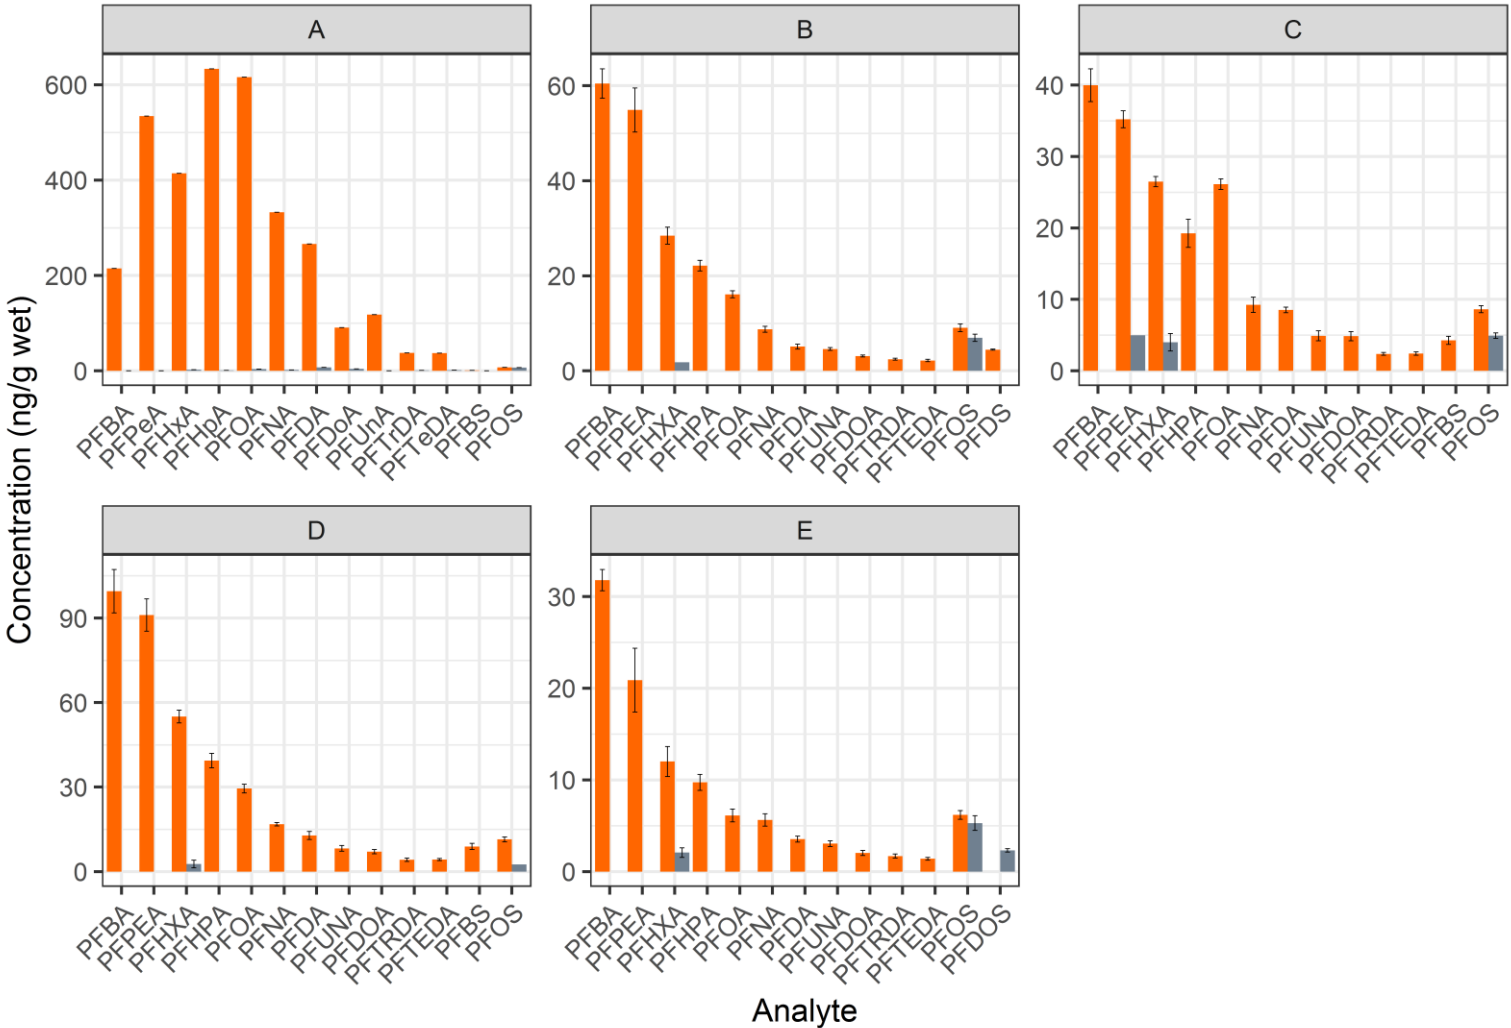 Concentration (ng/g wet)
A
600
400
200
0
PFBA
PFPeA
PFHxA
PFHpA
PFOA
PFNA
PFDA
PFDoA
PFUnA
PFTrDA
PFTeDA
PFBS
PFOS
B
60
40
20
0
PFBA
PFPEA
PFHXA
PFHPA
PFOA
PFNA
PFDA
PFUNA
PFDOA
PFTRDA
PFTEDA
PFOS
PFDS
C
40
30
20
10
0
PFBA
PFPEA
PFHXA
PFHPA
PFOA
PFNA
PFDA
PFUNA
PFDOA
PFTRDA
PFTEDA
PFBS
PFOS
D
90
60
30
0
PFBA
PFPEA
PFHXA
PFHPA
PFOA
PFNA
PFDA
PFUNA
PFDOA
PFTRDA
PFTEDA
PFBS
PFOS
E
30
20
10
0
PFBA
PFPEA
PFHXA
PFHPA
PFOA
PFNA
PFDA
PFUNA
PFDOA
PFTRDA
PFTEDA
PFOS
PFDOS
Analyte